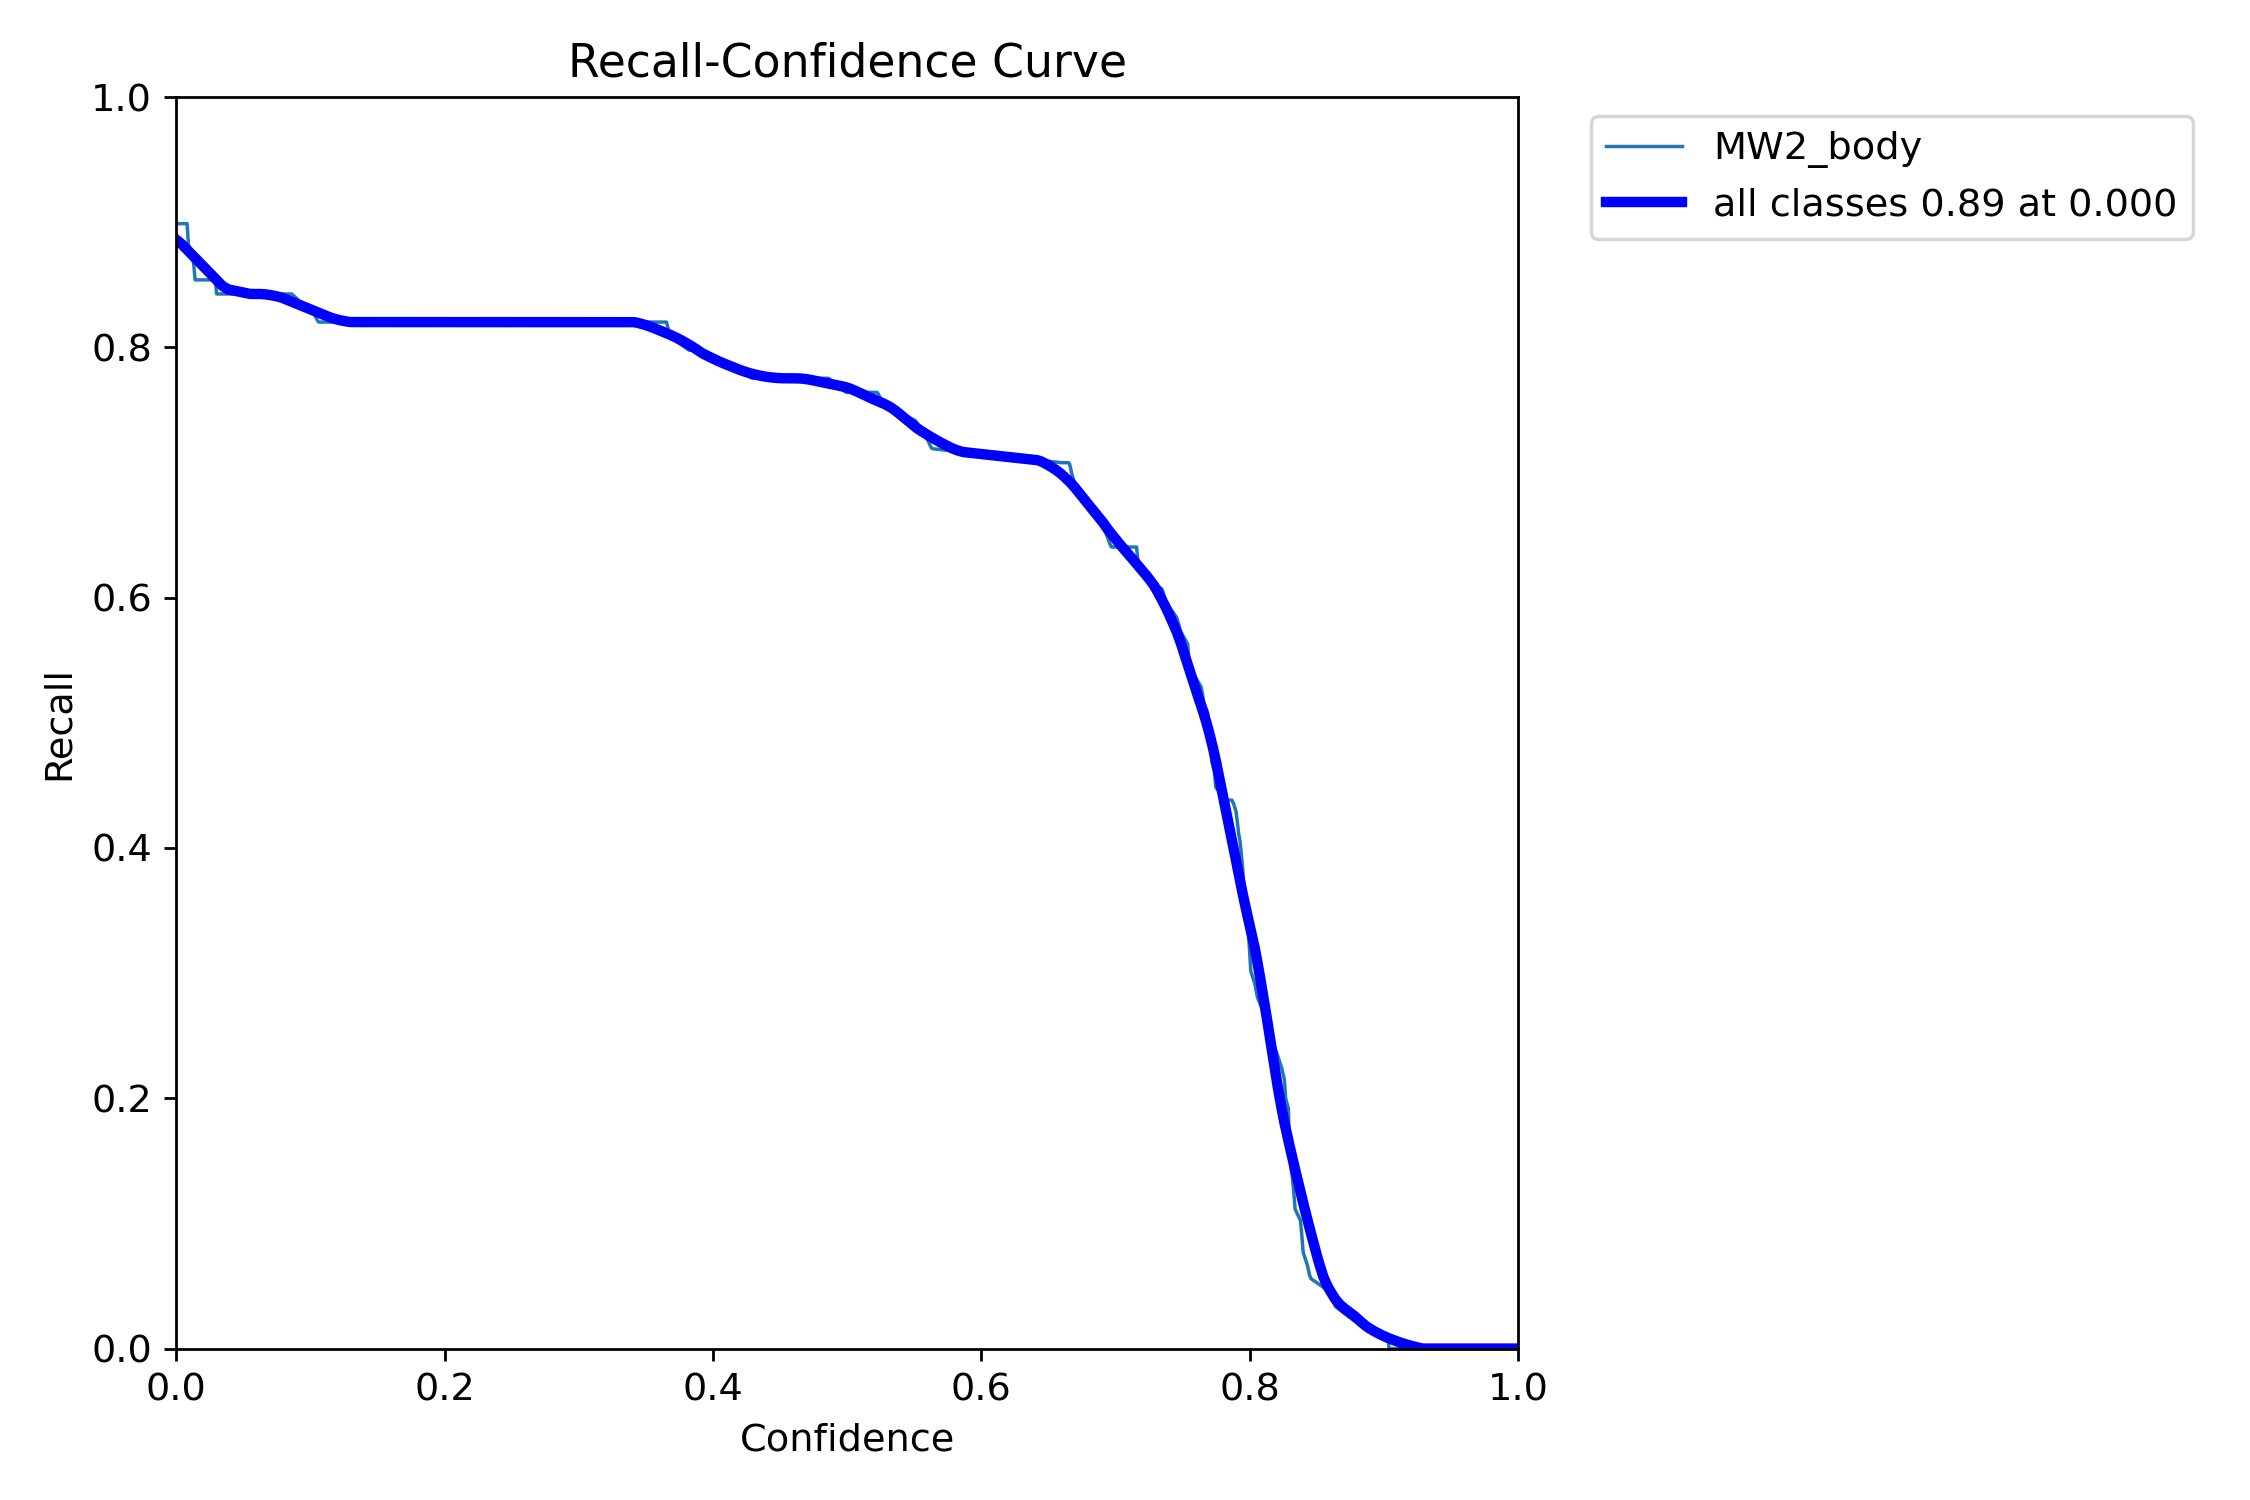 Recall-Confidence Curve
1.0
0.8
0.6
0.4
0.2
0.0
Recall
0.0 0.2 0.4 0.6 0.8 1.0
Confidence
MW2_body
all classes 0.89 at 0.000